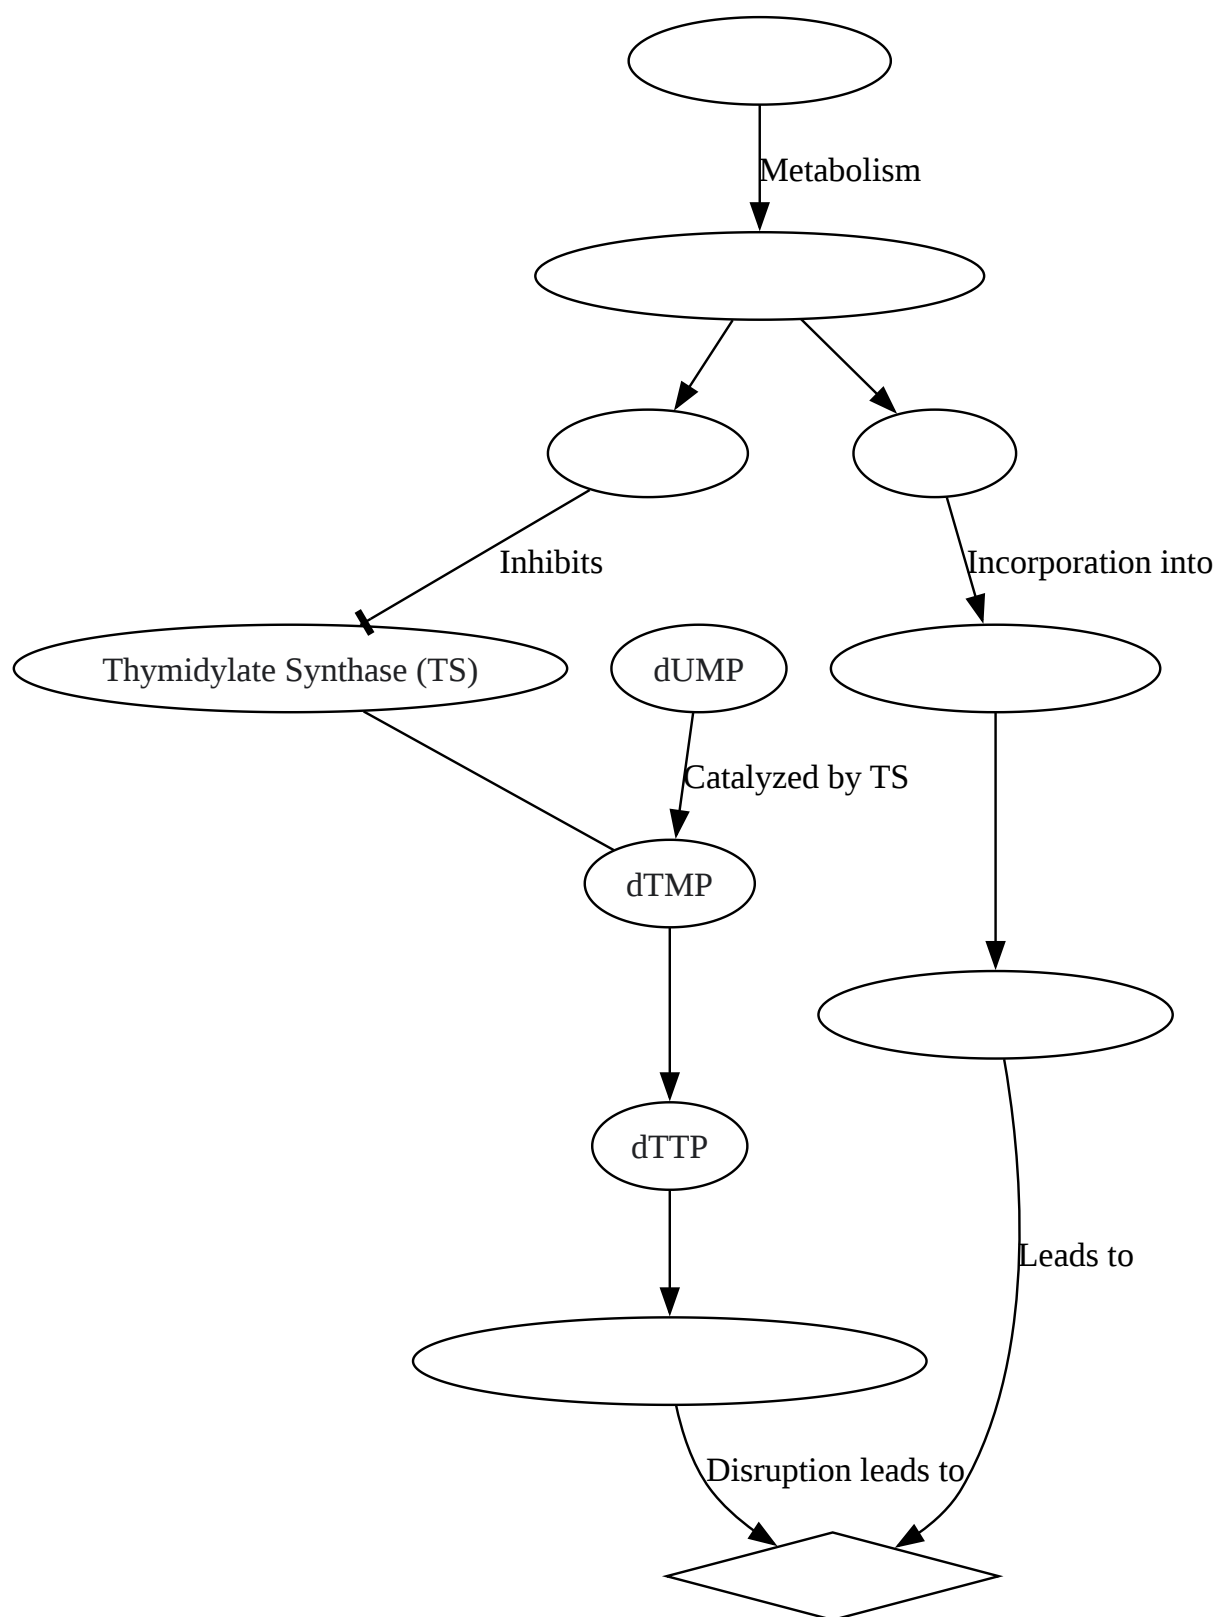 Metabolism
Inhibits
Incorporation into
Thymidylate Synthase (TS)
dUMP
Catalyzed by TS
dTMP
dTTP
Leads to
Disruption leads to